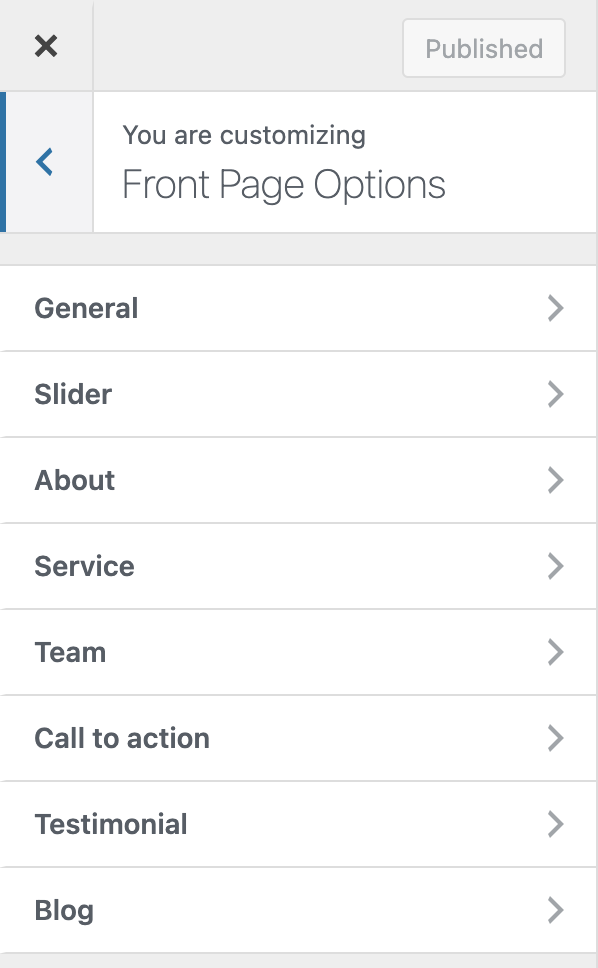 Published
You are customizing
Front Page Options
General
Slider
About
Service
Team
Call to action
Testimonial
Blog